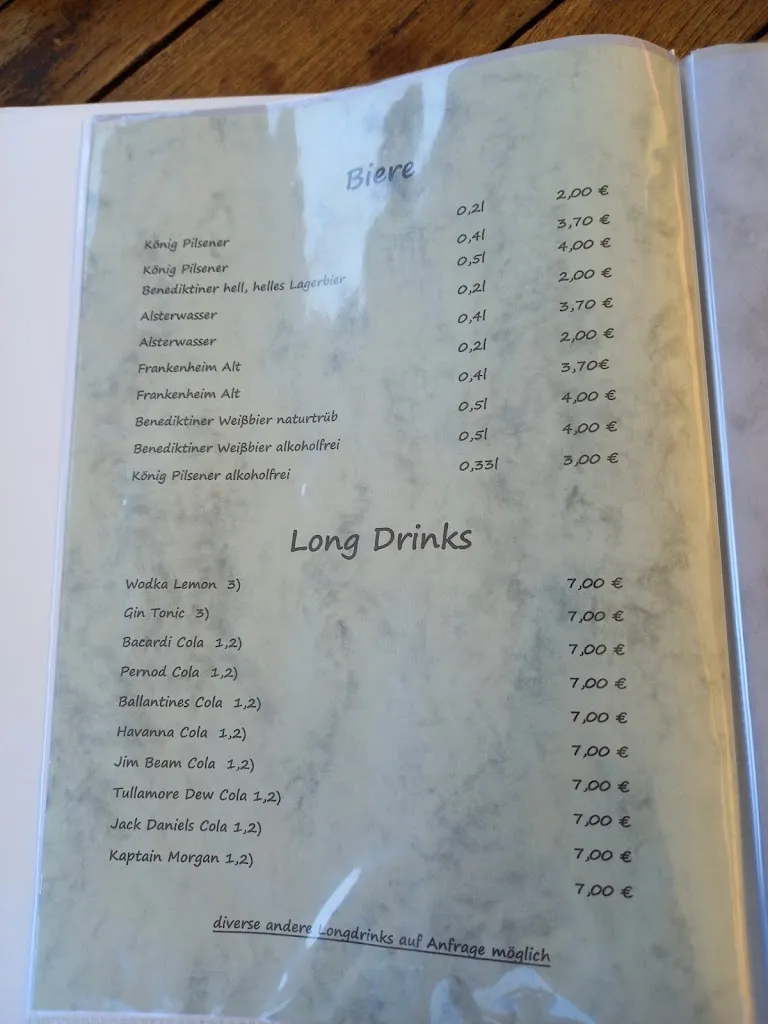 Biere
König Pilsener 0,2l 2,00 €
König Pilsener 0,4l 3,70 €
Benediktiner hell, helles Lagerbier 0,5l 4,00 €
Alsterwasser 0,2l 2,00 €
Alsterwasser 0,4l 3,70 €
Frankenheim Alt 0,2l 2,00 €
Frankenheim Alt 0,4l 3,70€
Benediktiner Weißbier naturtrüb 0,5l 4,00 €
Benediktiner Weißbier alkoholfrei 0,5l 4,00 €
König Pilsener alkoholfrei 0,33l 3,00 €
Long Drinks
Wodka Lemon 3) 7,00 €
Gin Tonic 3) 7,00 €
Bacardi Cola 1,2) 7,00 €
Pernod Cola 1,2) 7,00 €
Ballantines Cola 1,2) 7,00 €
Havanna Cola 1,2) 7,00 €
Jim Beam Cola 1,2) 7,00 €
Tullamore Dew Cola 1,2) 7,00 €
Jack Daniels Cola 1,2) 7,00 €
Kaptain Morgan 1,2) 7,00 €
diverse andere Longdrinks auf Anfrage möglich